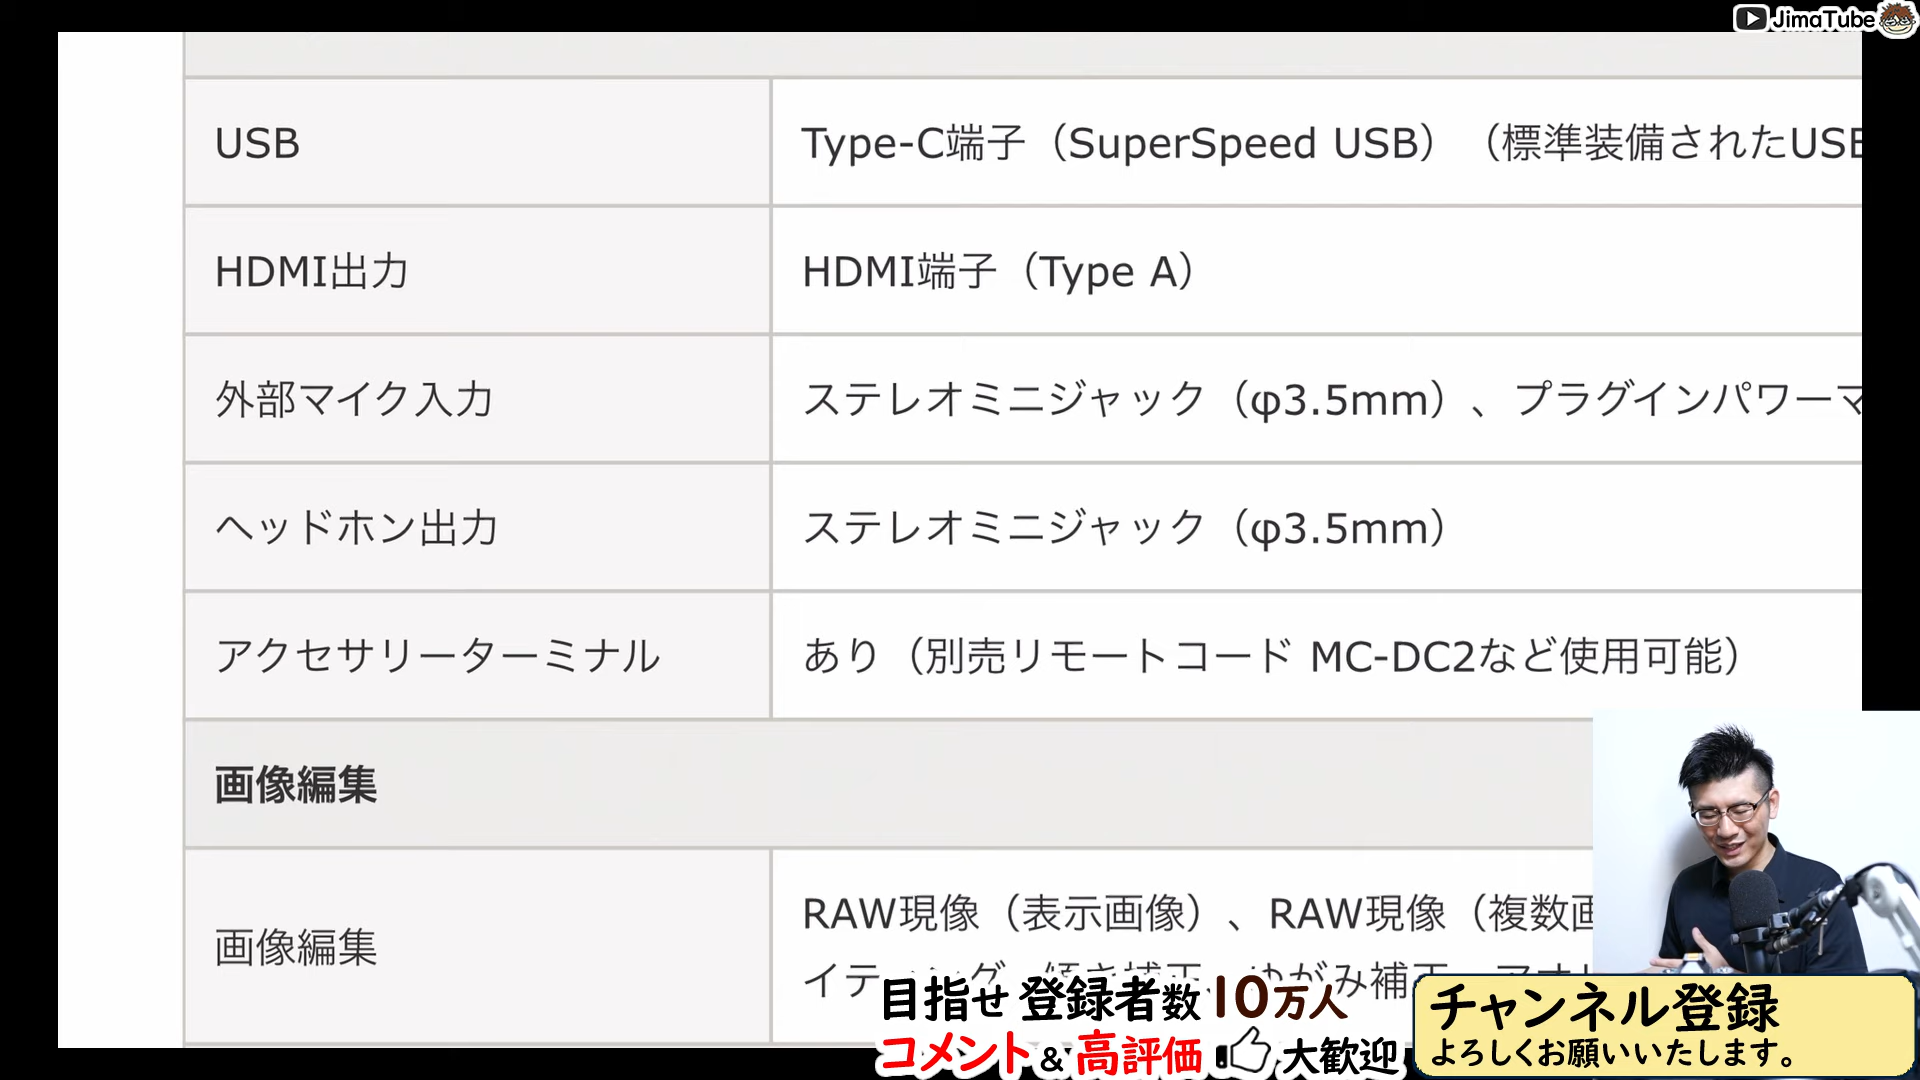 JimaTube
USB
Type-C端子（SuperSpeed USB）（標準装備されたUSB
HDMI出力
HDMI端子（Type A）
外部マイク入力
ステレオミニジャック（φ3.5mm）、プラグインパワーマ
ヘッドホン出力
ステレオミニジャック（φ3.5mm）
アクセサリーターミナル
あり（別売リモートコード MC-DC2など使用可能）
画像編集
画像編集
RAW現像（表示画像）、RAW現像（複数画
目指せ 登録者数 10万人
コメント & 高評価 大歓迎
チャンネル登録
よろしくお願いいたします。